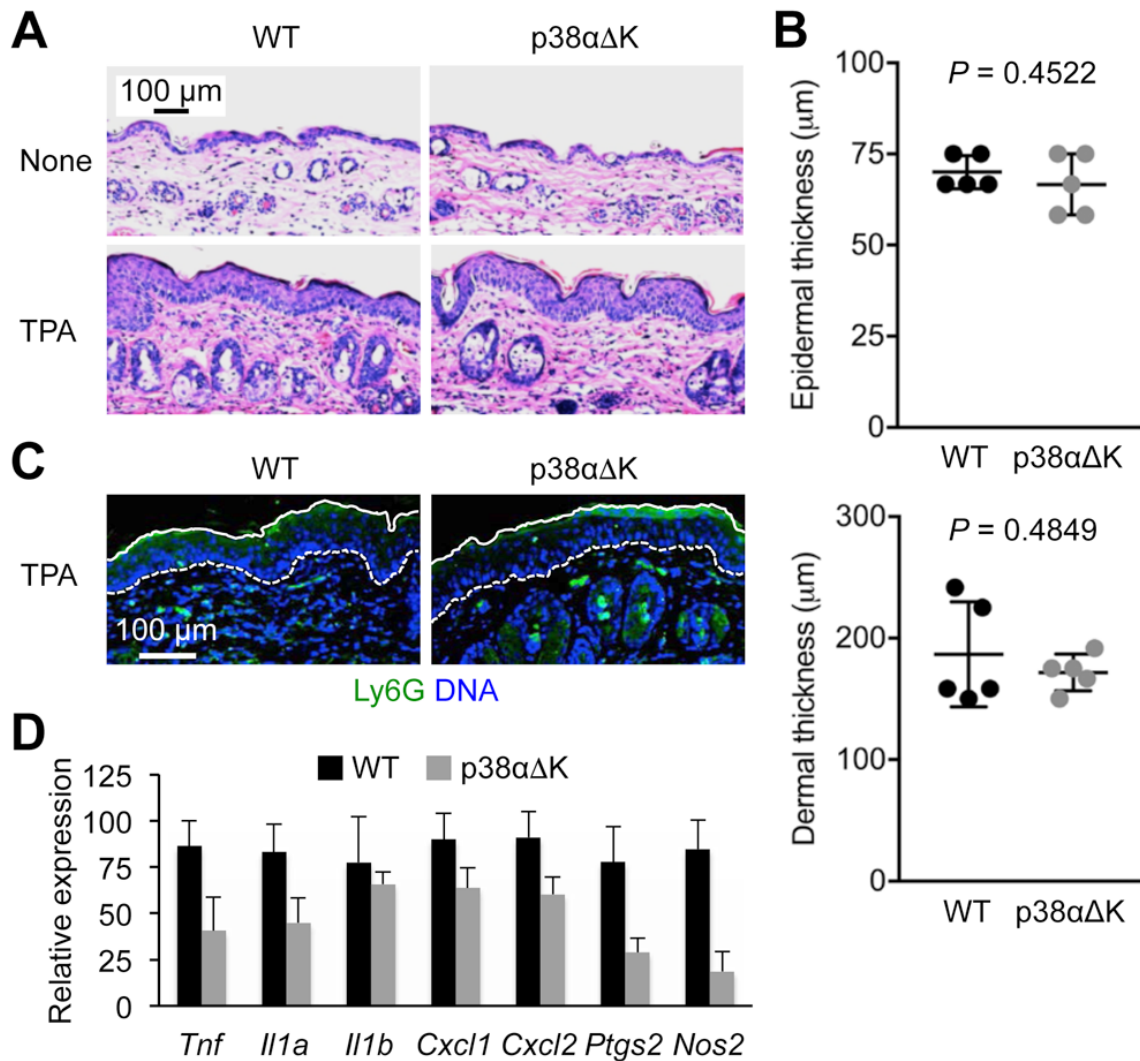 A
WT
p38αΔK
100 µm
None
TPA
B
P = 0.4522
Epidermal thickness (µm)
100
75
50
25
0
WT p38αΔK
P = 0.4849
Dermal thickness (µm)
300
200
100
0
WT p38αΔK
C
WT
p38αΔK
TPA
100 µm
Ly6G DNA
D
WT p38αΔK
Relative expression
125
100
75
50
25
0
Tnf Il1a Il1b Cxcl1 Cxcl2 Ptgs2 Nos2